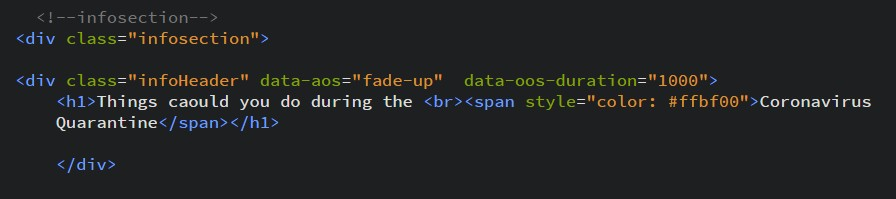 <!--infosection-->
<div class="infosection">
<div class="infoHeader" data-aos="fade-up" data-oos-duration="1000">
<h1>Things caould you do during the <br><span style="color: #ffbf00">Coronavirus
Quarantine</span></h1>
</div>